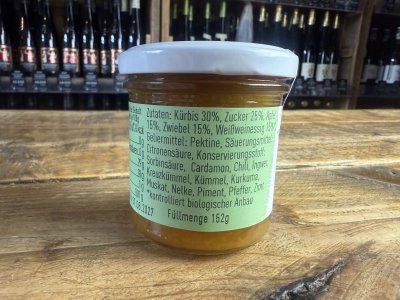 Zutaten: Kürbis 30%, Zucker 25%, Apfel
15%, Zwiebel 15%, Weißweinessig 15%
Geliermittel: Pektine, Säuerungsmittel:
Citronensäure, Konservierungsstoff:
Sorbinsäure, Cardamon, Chili, Ingwer,
Kreuzkümmel, Kümmel, Kurkuma,
Muskat, Nelke, Piment, Pfeffer, Zimt
*kontrolliert biologischer Anbau
Füllmenge 152g